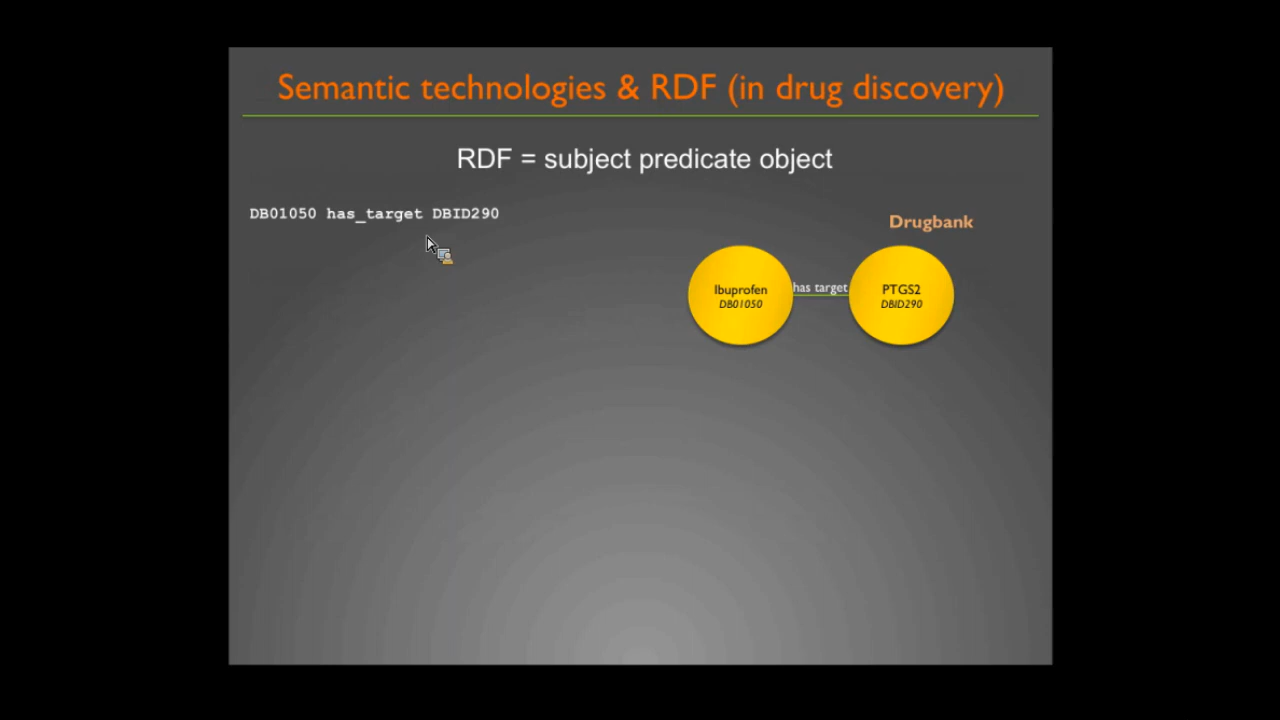 Semantic technologies & RDF (in drug discovery)
RDF = subject predicate object
DB01050 has_target DBID290
Drugbank
Ibuprofen
DB01050
has target
PTGS2
DBID290